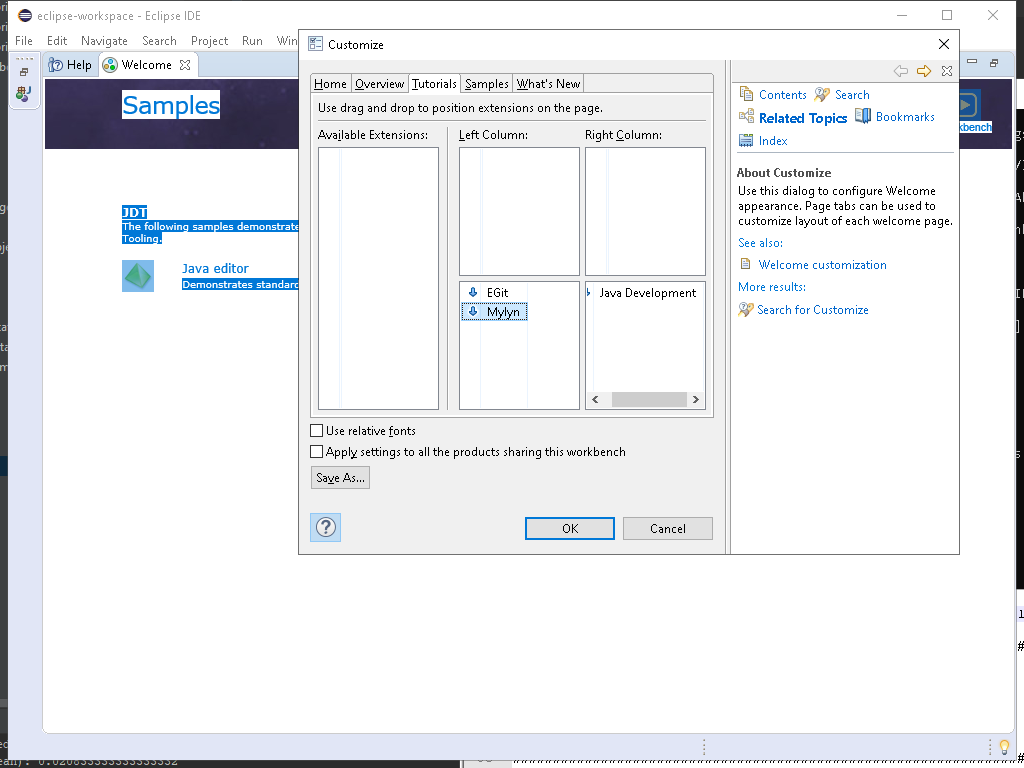 eclipse-workspace - Eclipse IDE
File Edit Navigate Search Project Run
Help Welcome
Samples
JDT
The following samples demonstrate
Tooling.
Java editor
Demonstrates standard
Customize
Home Overview Tutorials Samples What's New
Use drag and drop to position extensions on the page.
Available Extensions: Left Column: Right Column:
EGit
Mylyn
Java Development
Use relative fonts
Apply settings to all the products sharing this workbench
Save As...
OK Cancel
Contents Search
Related Topics Bookmarks
Index
About Customize
Use this dialog to configure Welcome
appearance. Page tabs can be used to
customize layout of each welcome page.
See also:
Welcome customization
More results:
Search for Customize